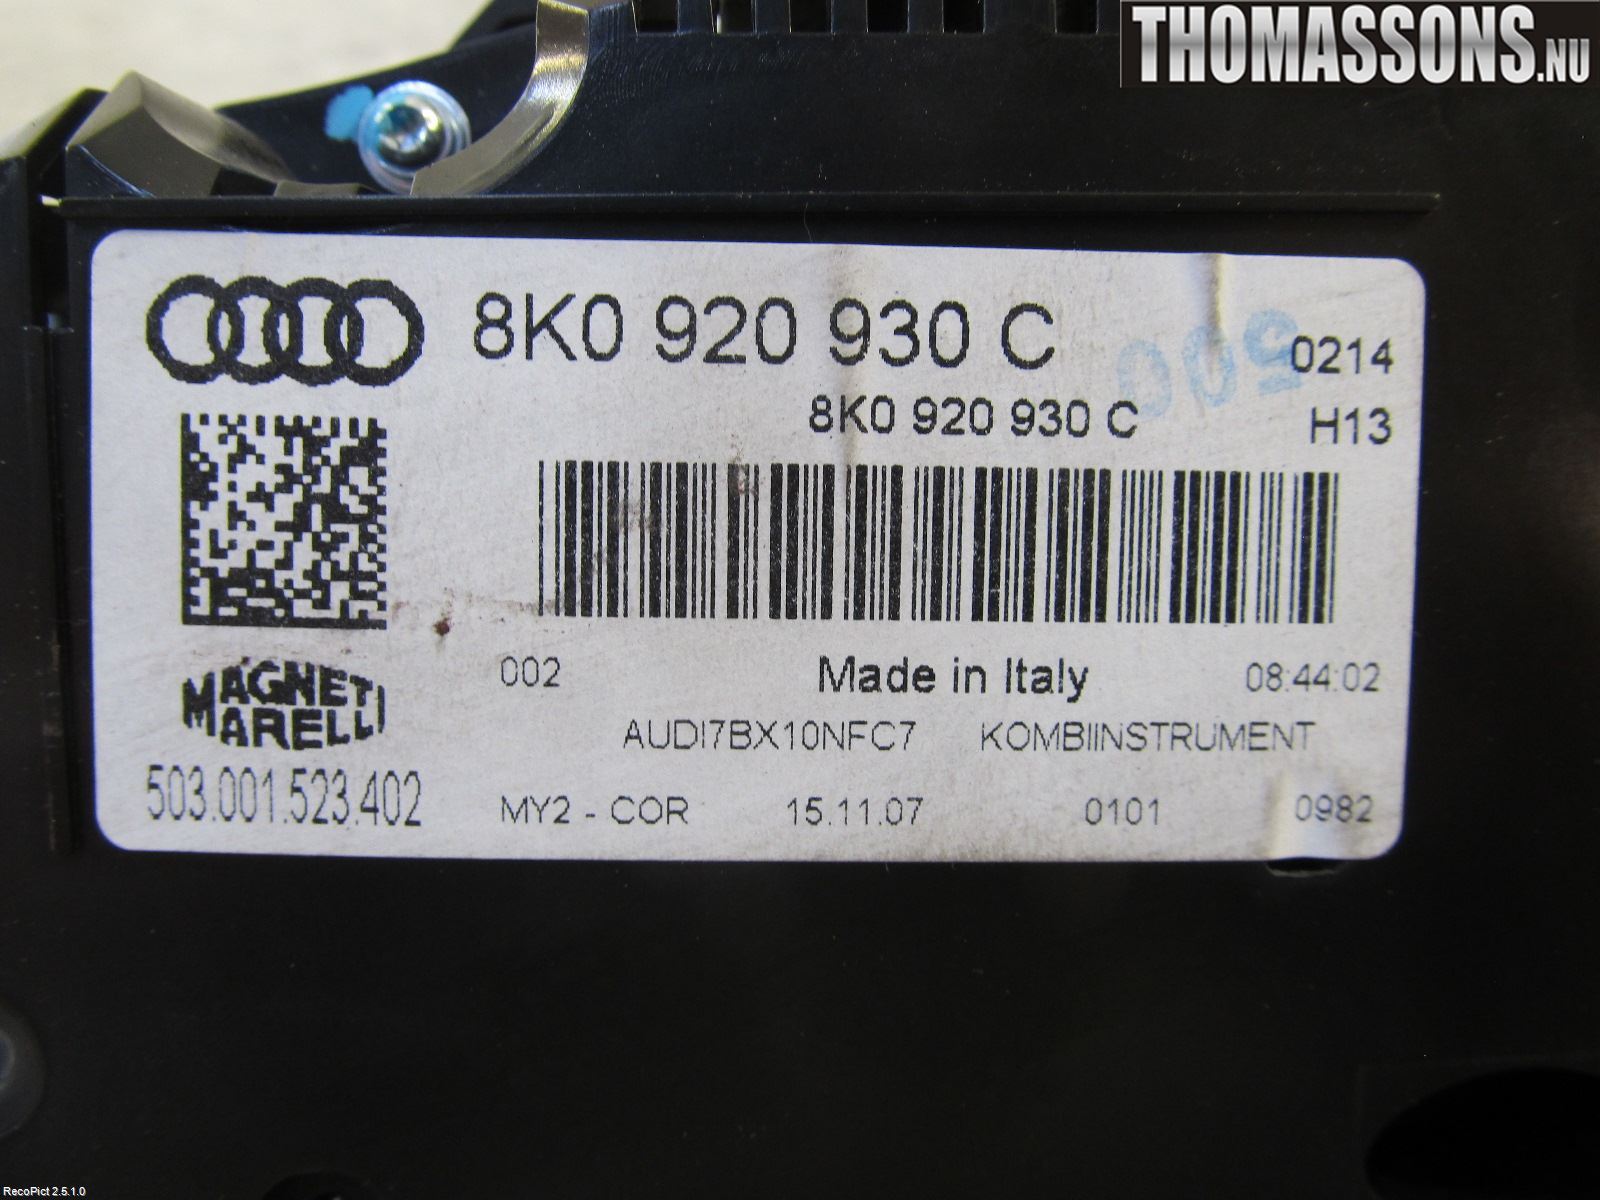 THOMASSONS.NU
8K0 920 930 C
500
0214
8K0 920 930 C
H13
MAGNETI
MARELLI
503.001.523.402
002
Made in Italy
08:44:02
AUDI7BX10NFC7 KOMBIINSTRUMENT
MY2 - COR 15.11.07 0101 0982
RecoPict 2.5.1.0